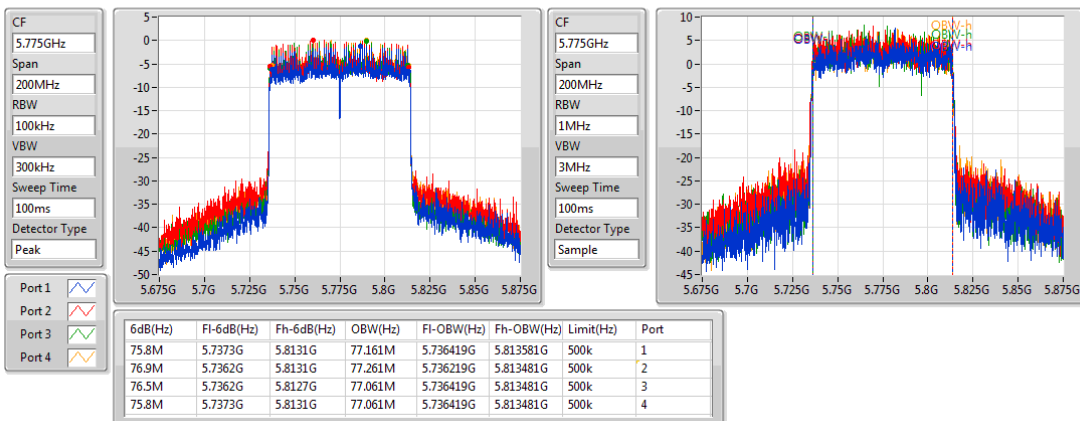 CF
5.775GHz
Span
200MHz
RBW
100kHz
VBW
300kHz
Sweep Time
100ms
Detector Type
Peak
Port 1
Port 2
Port 3
Port 4
5
0
-5
-10
-15
-20
-25
-30
-35
-40
-45
-50
5.675G 5.7G 5.725G 5.75G 5.775G 5.8G 5.825G 5.85G 5.875G
CF
5.775GHz
Span
200MHz
RBW
1MHz
VBW
3MHz
Sweep Time
100ms
Detector Type
Sample
10
5
0
-5
-10
-15
-20
-25
-30
-35
-40
-45
OBW-h
OBW-h
5.675G 5.7G 5.725G 5.75G 5.775G 5.8G 5.825G 5.85G 5.875G
6dB(Hz) Fl-6dB(Hz) Fh-6dB(Hz) OBW(Hz) Fl-OBW(Hz) Fh-OBW(Hz) Limit(Hz) Port
75.8M 5.7373G 5.8131G 77.161M 5.736419G 5.813581G 500k 1
76.9M 5.7362G 5.8131G 77.261M 5.736219G 5.813481G 500k 2
76.5M 5.7362G 5.8127G 77.061M 5.736419G 5.813481G 500k 3
75.8M 5.7373G 5.8131G 77.061M 5.736419G 5.813481G 500k 4